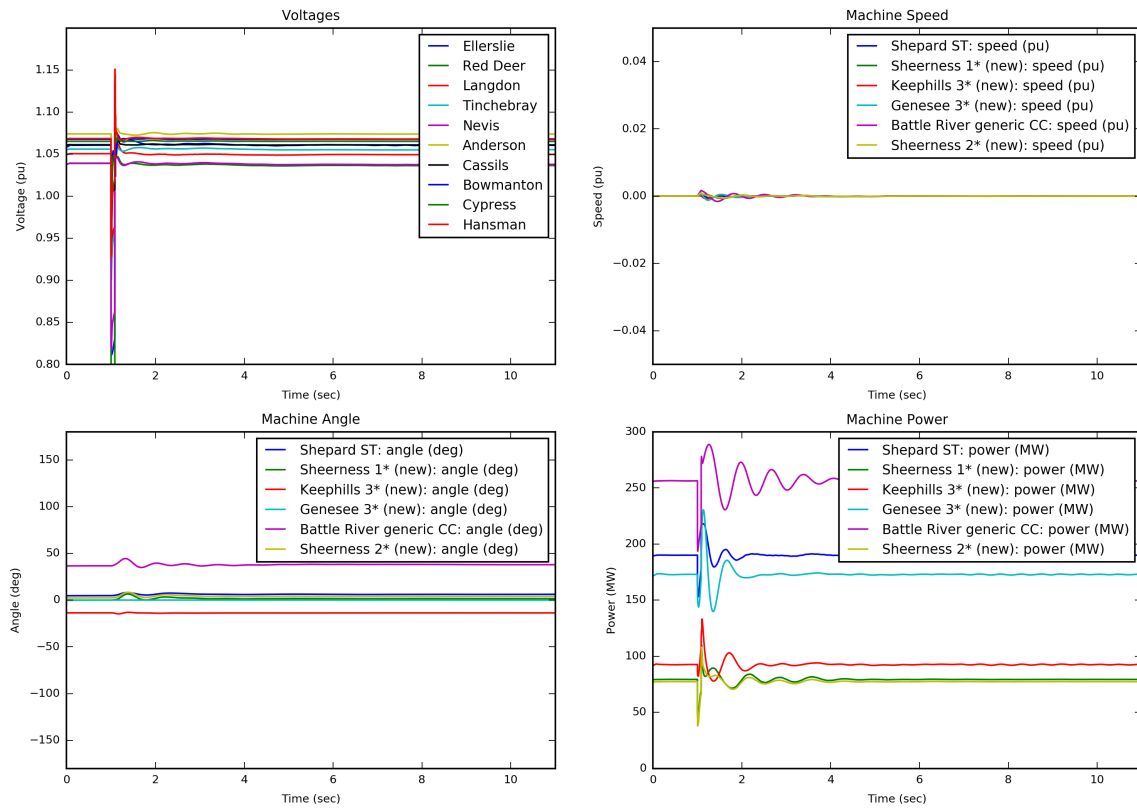 Voltages
1.15
1.10
1.05
1.00
0.95
0.90
0.85
0.80
Voltage (pu)
0 2 4 6 8 10
Time (sec)
Ellerslie
Red Deer
Langdon
Tinchebray
Nevis
Anderson
Cassils
Bowmanton
Cypress
Hansman
Machine Speed
0.04
0.02
0.00
−0.02
−0.04
Speed (pu)
0 2 4 6 8 10
Time (sec)
Shepard ST: speed (pu)
Sheerness 1* (new): speed (pu)
Keephills 3* (new): speed (pu)
Genesee 3* (new): speed (pu)
Battle River generic CC: speed (pu)
Sheerness 2* (new): speed (pu)
Machine Angle
150
100
50
0
−50
−100
−150
Angle (deg)
0 2 4 6 8 10
Time (sec)
Shepard ST: angle (deg)
Sheerness 1* (new): angle (deg)
Keephills 3* (new): angle (deg)
Genesee 3* (new): angle (deg)
Battle River generic CC: angle (deg)
Sheerness 2* (new): angle (deg)
Machine Power
300
250
200
150
100
50
0
Power (MW)
0 2 4 6 8 10
Time (sec)
Shepard ST: power (MW)
Sheerness 1* (new): power (MW)
Keephills 3* (new): power (MW)
Genesee 3* (new): power (MW)
Battle River generic CC: power (MW)
Sheerness 2* (new): power (MW)